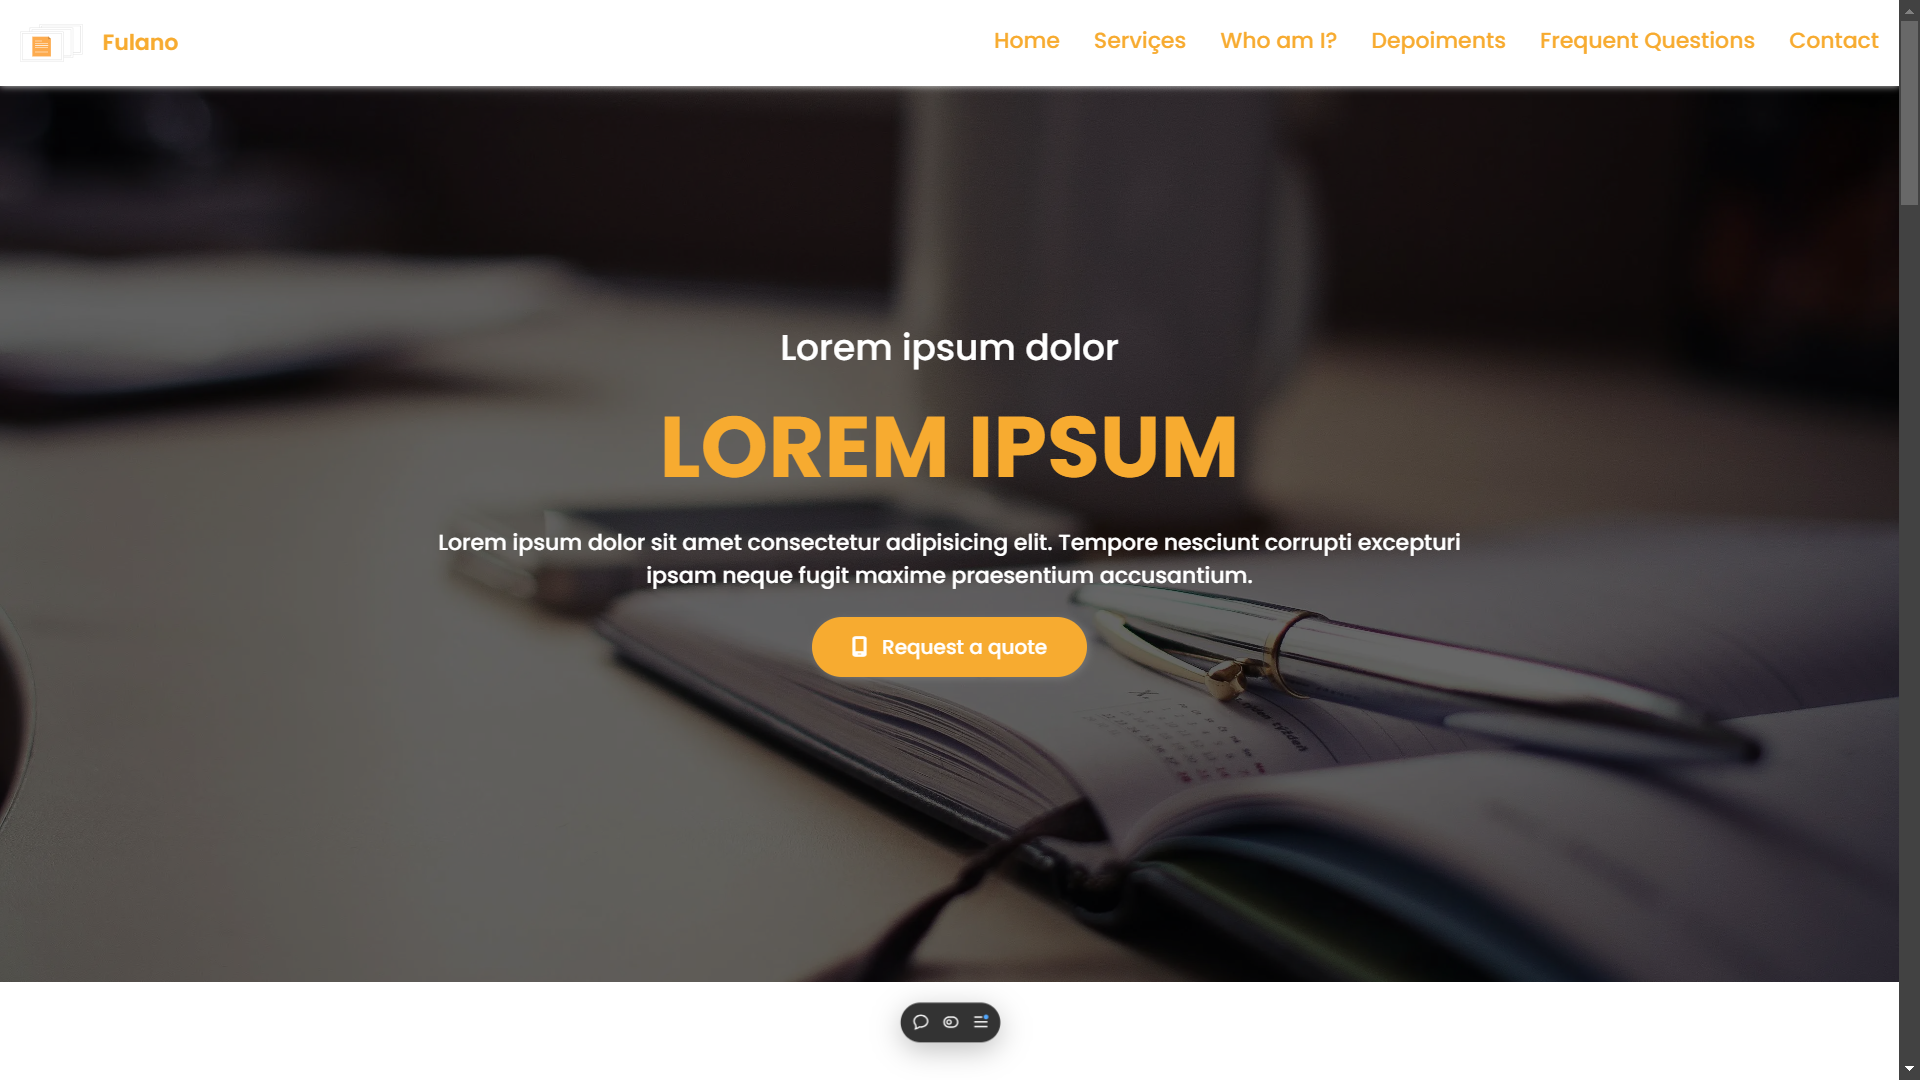 Fulano
Home Serviçes Who am I? Depoiments Frequent Questions Contact
Lorem ipsum dolor
LOREM IPSUM
Lorem ipsum dolor sit amet consectetur adipisicing elit. Tempore nesciunt corrupti excepturi
ipsam neque fugit maxime praesentium accusantium.
Request a quote